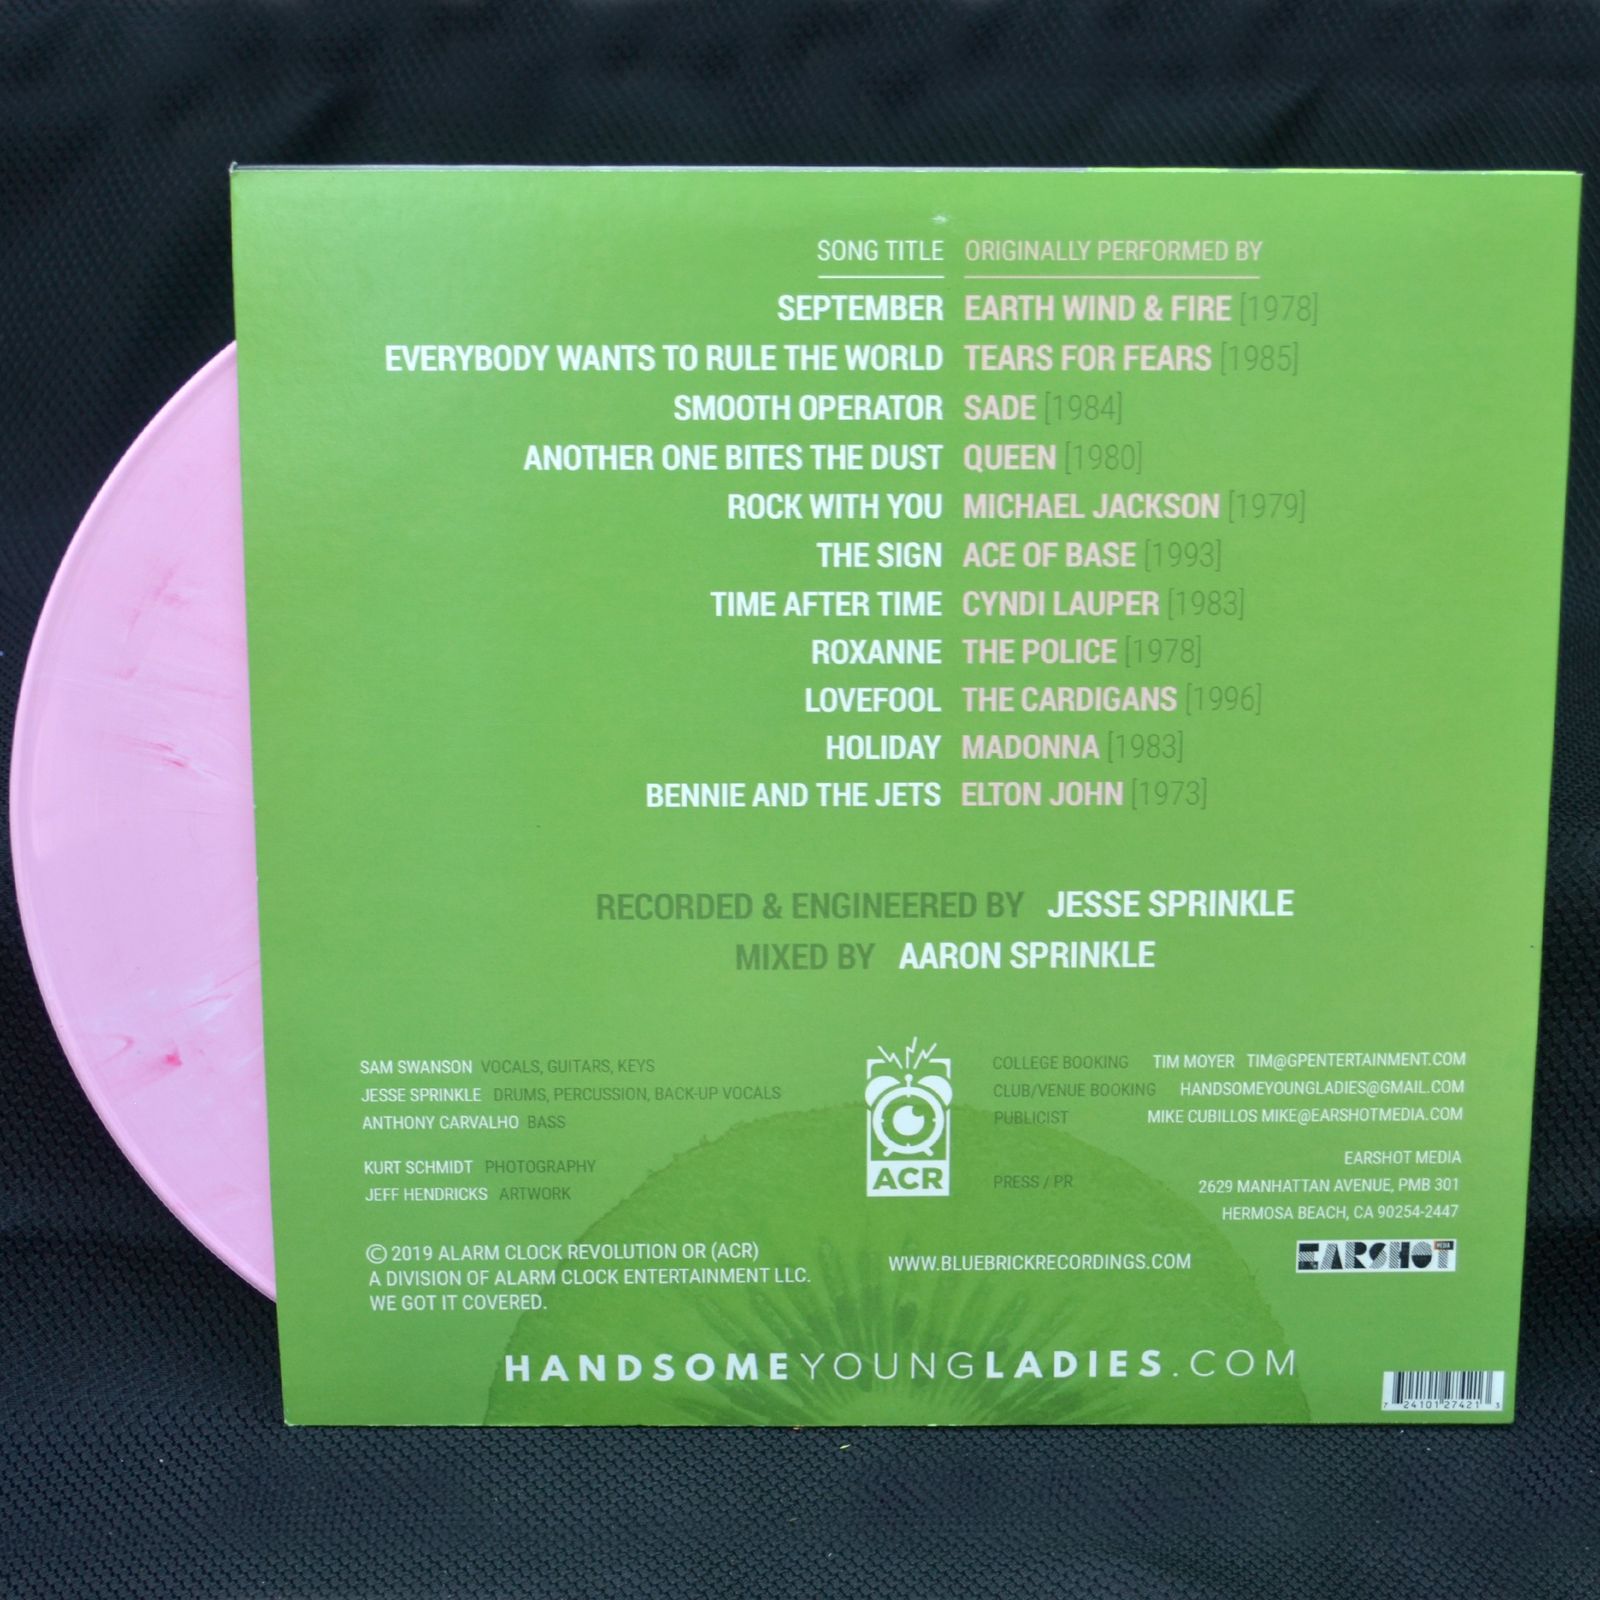 SONG TITLE ORIGINALLY PERFORMED BY
SEPTEMBER EARTH WIND & FIRE [1978]
EVERYBODY WANTS TO RULE THE WORLD TEARS FOR FEARS [1985]
SMOOTH OPERATOR SADE [1984]
ANOTHER ONE BITES THE DUST QUEEN [1980]
ROCK WITH YOU MICHAEL JACKSON [1979]
THE SIGN ACE OF BASE [1993]
TIME AFTER TIME CYNDI LAUPER [1983]
ROXANNE THE POLICE [1978]
LOVEFOOL THE CARDIGANS [1996]
HOLIDAY MADONNA [1983]
BENNIE AND THE JETS ELTON JOHN [1973]
RECORDED & ENGINEERED BY JESSE SPRINKLE
MIXED BY AARON SPRINKLE
SAM SWANSON VOCALS, GUITARS, KEYS
JESSE SPRINKLE DRUMS, PERCUSSION, BACK-UP VOCALS
ANTHONY CARVALHO BASS
KURT SCHMIDT PHOTOGRAPHY
JEFF HENDRICKS ARTWORK
ACR
COLLEGE BOOKING TIM MOYER TIM@GPENTERTAINMENT.COM
CLUB/VENUE BOOKING HANDSOMEYOUNGLADIES@GMAIL.COM
PUBLICIST MIKE CUBILLOS MIKE@EARSHOTMEDIA.COM
EARSHOT MEDIA
PRESS / PR 2629 MANHATTAN AVENUE, PMB 301
HERMOSA BEACH, CA 90254-2447
© 2019 ALARM CLOCK REVOLUTION OR (ACR)
A DIVISION OF ALARM CLOCK ENTERTAINMENT LLC.
WE GOT IT COVERED.
WWW.BLUEBRICKRECORDINGS.COM
EARSHOT MEDIA
HANDSOMEYOUNGLADIES.COM
7 24101 27421 3